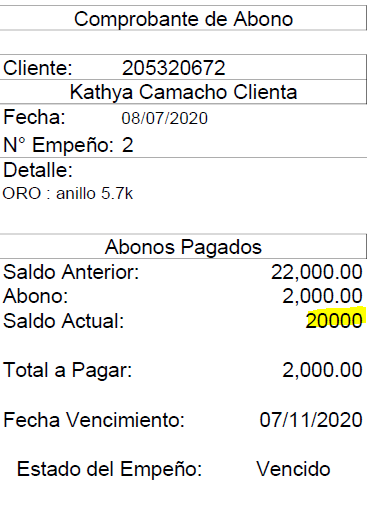 Comprobante de Abono
Cliente: 205320672
Kathya Camacho Clienta
Fecha: 08/07/2020
N° Empeño: 2
Detalle:
ORO : anillo 5.7k
Abonos Pagados
Saldo Anterior: 22,000.00
Abono: 2,000.00
Saldo Actual: 20000
Total a Pagar: 2,000.00
Fecha Vencimiento: 07/11/2020
Estado del Empeño: Vencido